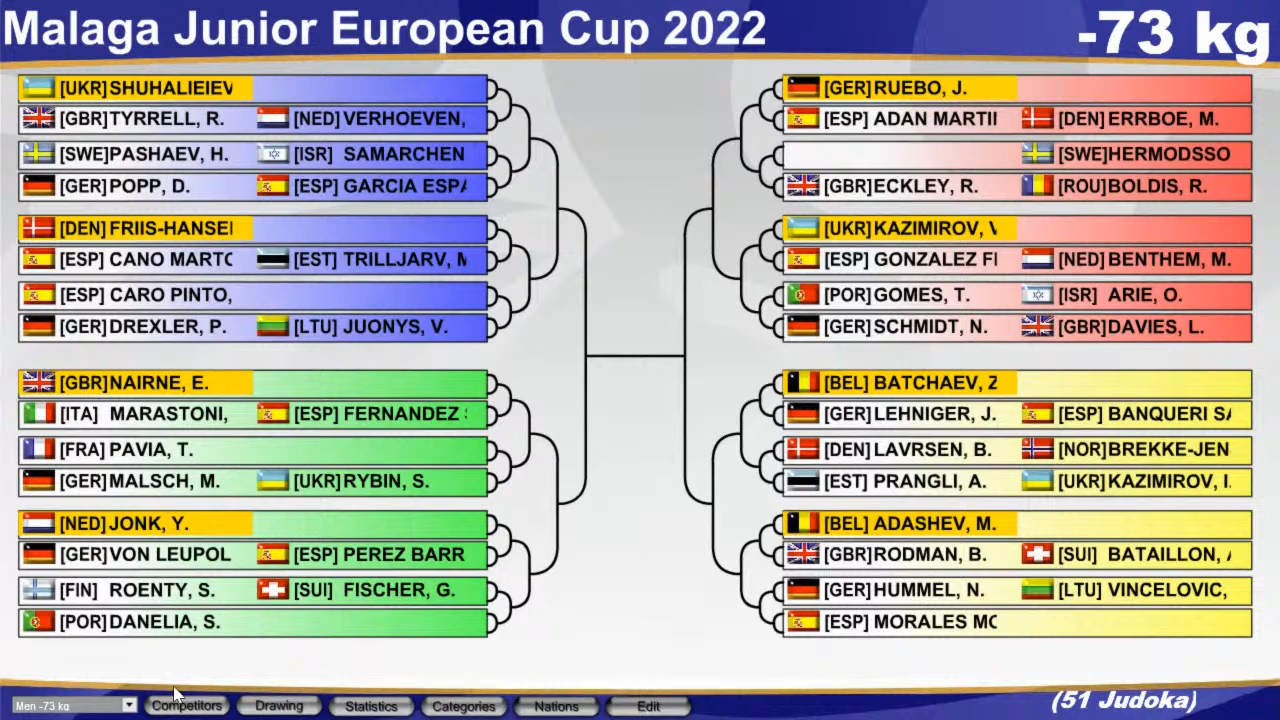 Malaga Junior European Cup 2022
-73 kg
[UKR] SHUHALIEIEV
[GBR] TYRRELL, R. [NED] VERHOEVEN,
[SWE] PASHAEV, H. [ISR] SAMARCHEN
[GER] POPP, D. [ESP] GARCIA ESPA
[DEN] FRIIS-HANSEI
[ESP] CANO MARTC [EST] TRILLJARV, M
[ESP] CARO PINTO,
[GER] DREXLER, P. [LTU] JUONYS, V.
[GBR] NAIRNE, E.
[ITA] MARASTONI, [ESP] FERNANDEZ
[FRA] PAVIA, T.
[GER] MALSCH, M. [UKR] RYBIN, S.
[NED] JONK, Y.
[GER] VON LEUPOL [ESP] PEREZ BARR
[FIN] ROENTY, S. [SUI] FISCHER, G.
[POR] DANELIA, S.
[GER] RUEBO, J.
[ESP] ADAN MARTII [DEN] ERRBOE, M.
[SWE] HERMODSSO
[GBR] ECKLEY, R. [ROU] BOLDIS, R.
[UKR] KAZIMIROV, V
[ESP] GONZALEZ FI [NED] BENTHEM, M.
[POR] GOMES, T. [ISR] ARIE, O.
[GER] SCHMIDT, N. [GBR] DAVIES, L.
[BEL] BATCHAEV, Z
[GER] LEHNIGER, J. [ESP] BANQUERI SA
[DEN] LAVRSEN, B. [NOR] BREKKE-JEN
[EST] PRANGLI, A. [UKR] KAZIMIROV, I.
[BEL] ADASHEV, M.
[GBR] RODMAN, B. [SUI] BATAILLON, A
[GER] HUMMEL, N. [LTU] VINCELOVIC,
[ESP] MORALES MC
(51 Judoka)
Men -73 kg Competitors Drawing Statistics Categories Nations Edit